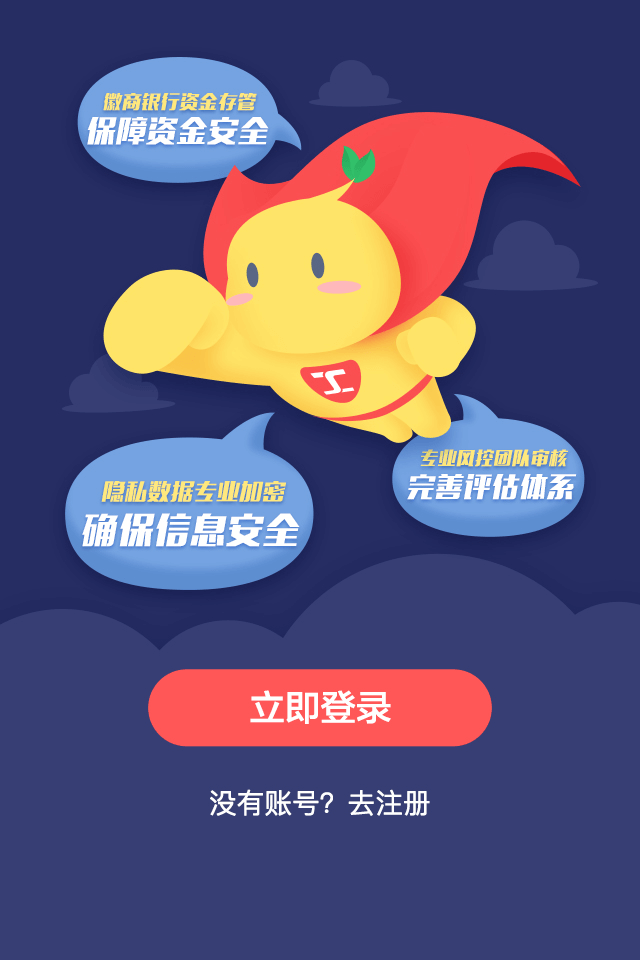 徽商银行资金存管
保障资金安全
专业风控团队审核
完善评估体系
隐私数据专业加密
确保信息安全
立即登录
没有账号？去注册